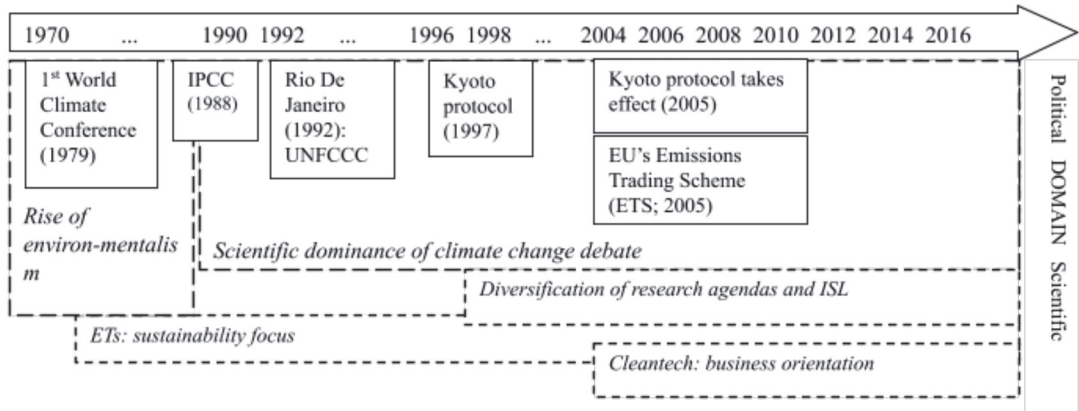 1970 ... 1990 1992 ... 1996 1998 ... 2004 2006 2008 2010 2012 2014 2016
1st World
Climate
Conference
(1979)
IPCC
(1988)
Rio De
Janeiro
(1992):
UNFCCC
Kyoto
protocol
(1997)
Kyoto protocol takes
effect (2005)
EU's Emissions
Trading Scheme
(ETS; 2005)
Rise of
environ-mentalis
m
Scientific dominance of climate change debate
Diversification of research agendas and ISL
ETs: sustainability focus
Cleantech: business orientation
Political DOMAIN Scientific